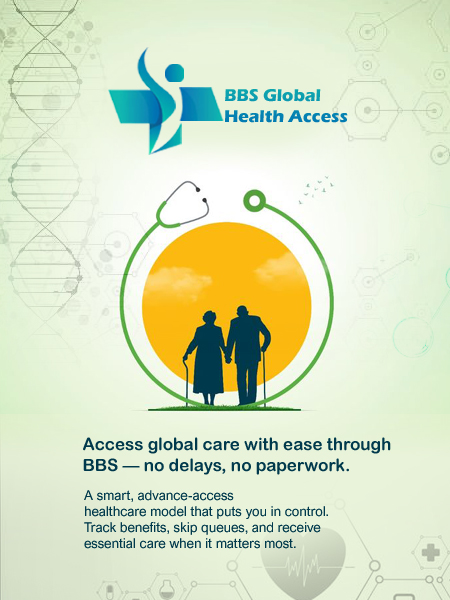 BBS Global
Health Access
Access global care with ease through
BBS — no delays, no paperwork.
A smart, advance-access
healthcare model that puts you in control.
Track benefits, skip queues, and receive
essential care when it matters most.